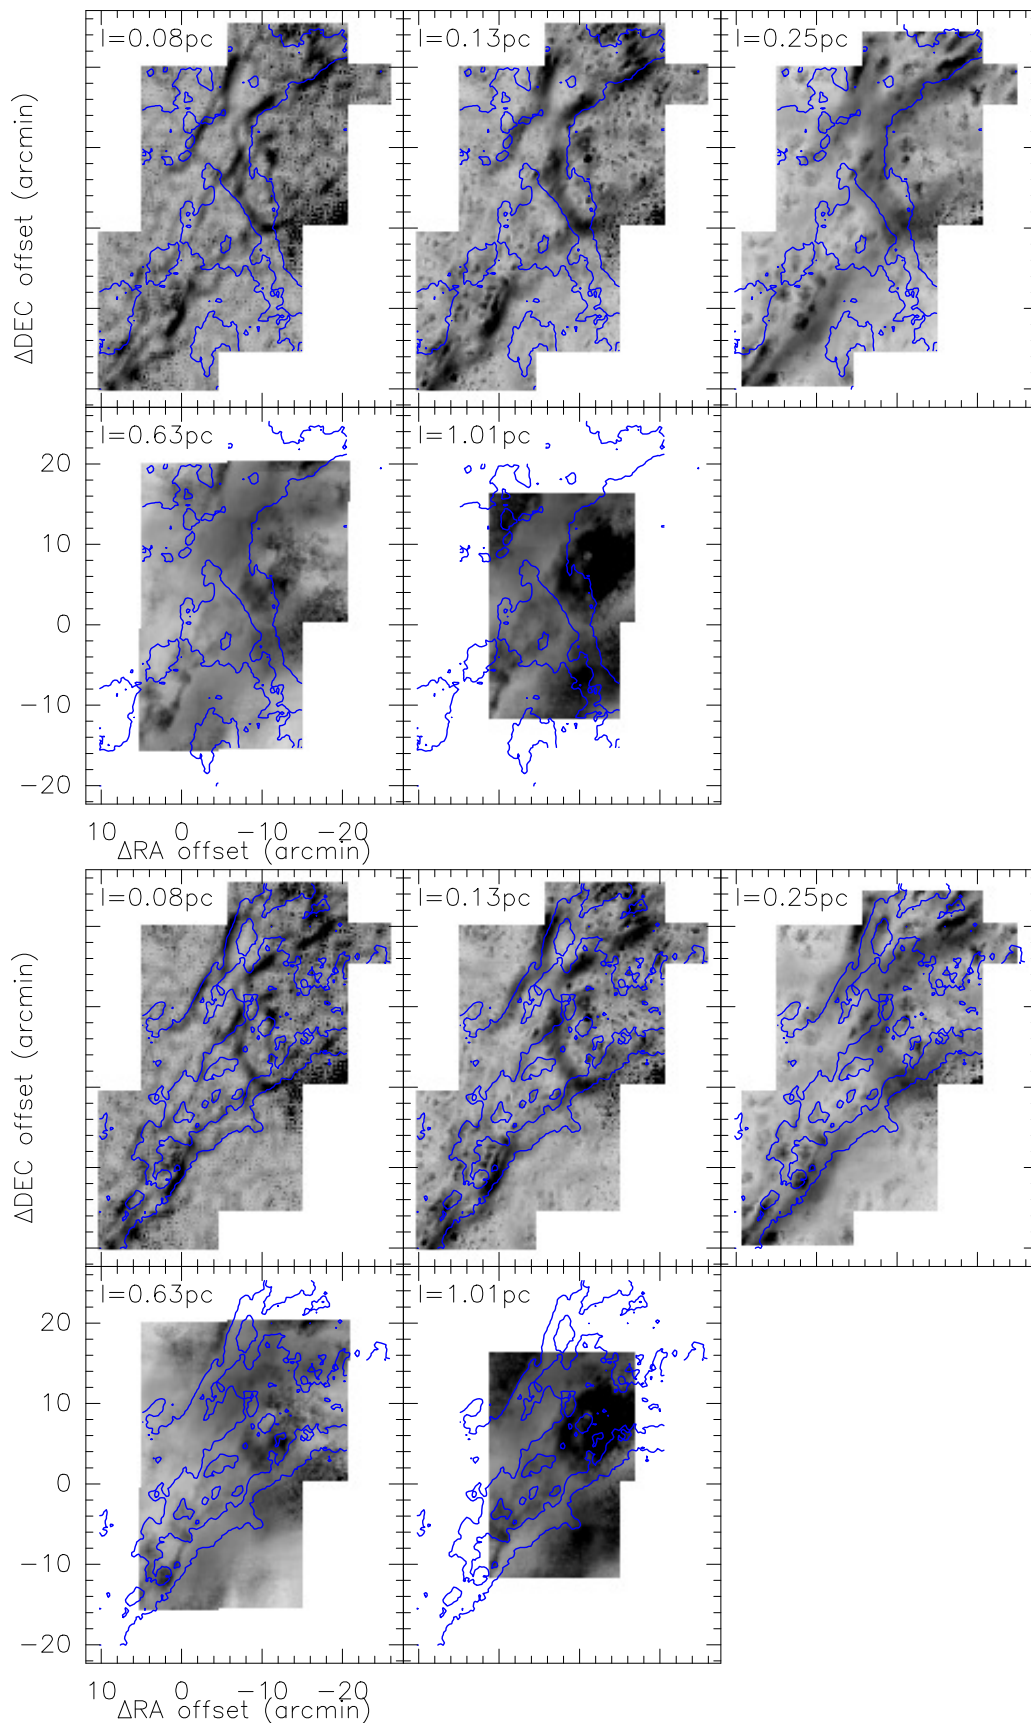 l=0.08pc
l=0.13pc
l=0.25pc
ΔDEC offset (arcmin)
l=0.63pc
l=1.01pc
20
10
0
−10
−20
10 0 −10 −20
ΔRA offset (arcmin)
l=0.08pc
l=0.13pc
l=0.25pc
ΔDEC offset (arcmin)
l=0.63pc
l=1.01pc
20
10
0
−10
−20
10 0 −10 −20
ΔRA offset (arcmin)